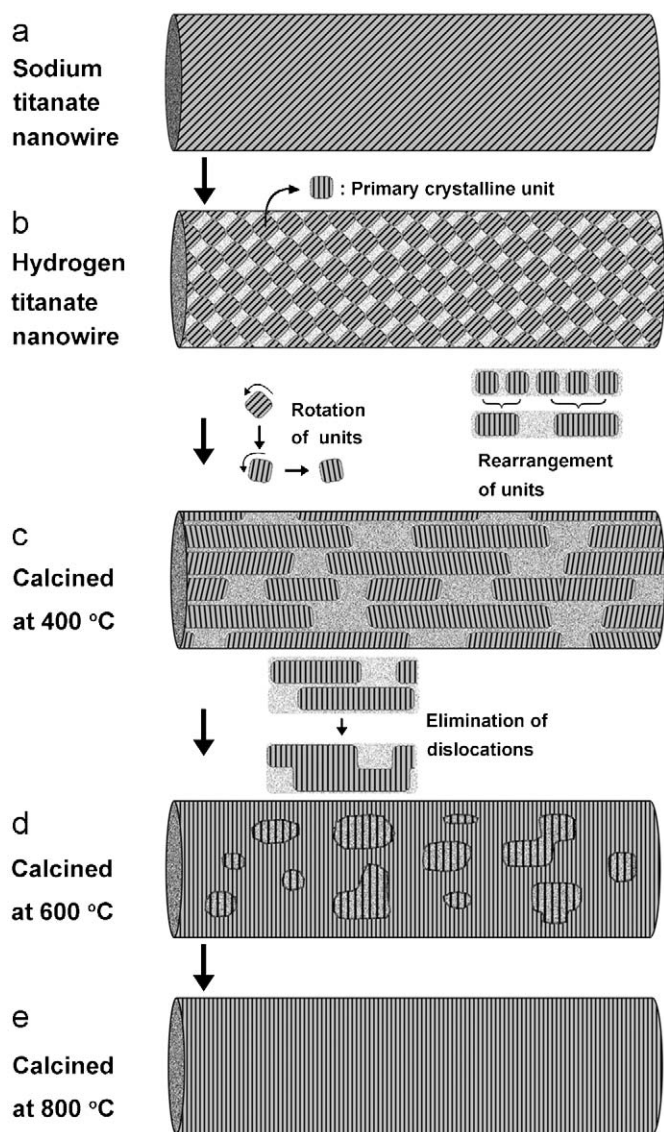 a
Sodium
titanate
nanowire
: Primary crystalline unit
b
Hydrogen
titanate
nanowire
Rotation
of units
Rearrangement
of units
c
Calcined
at 400 °C
Elimination of
dislocations
d
Calcined
at 600 °C
e
Calcined
at 800 °C